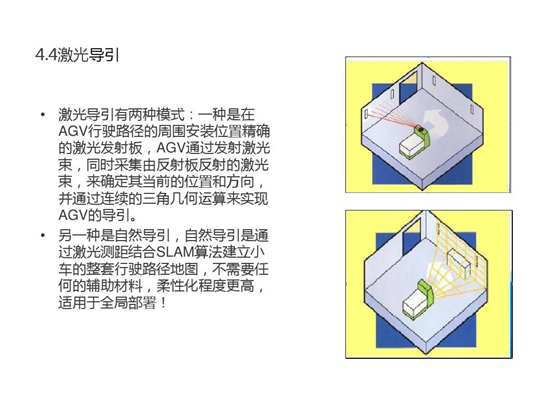 4.4激光导引
• 激光导引有两种模式：一种是在
AGV行驶路径的周围安装位置精确
的激光发射板，AGV通过发射激光
束，同时采集由反射板反射的激光
束，来确定其当前的位置和方向，
并通过连续的三角几何运算来实现
AGV的导引。
• 另一种是自然导引，自然导引是通
过激光测距结合SLAM算法建立小
车的整套行驶路径地图，不需要任
何的辅助材料，柔性化程度更高，
适用于全局部署！